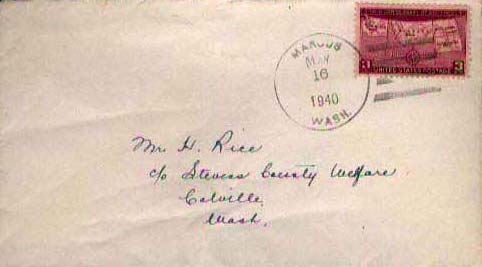 MARCUS
MAY
16
1940
WASH.
3 UNITED STATES POSTAGE 3
Mr. H. Rice
c/o Stevens County Welfare
Colville,
Wash.